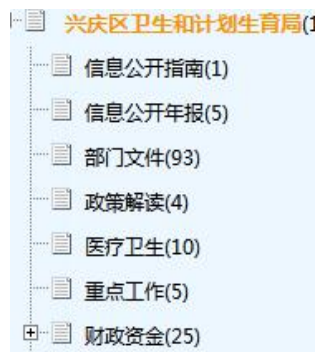 兴庆区卫生和计划生育局(1
信息公开指南(1)
信息公开年报(5)
部门文件(93)
政策解读(4)
医疗卫生(10)
重点工作(5)
财政资金(25)